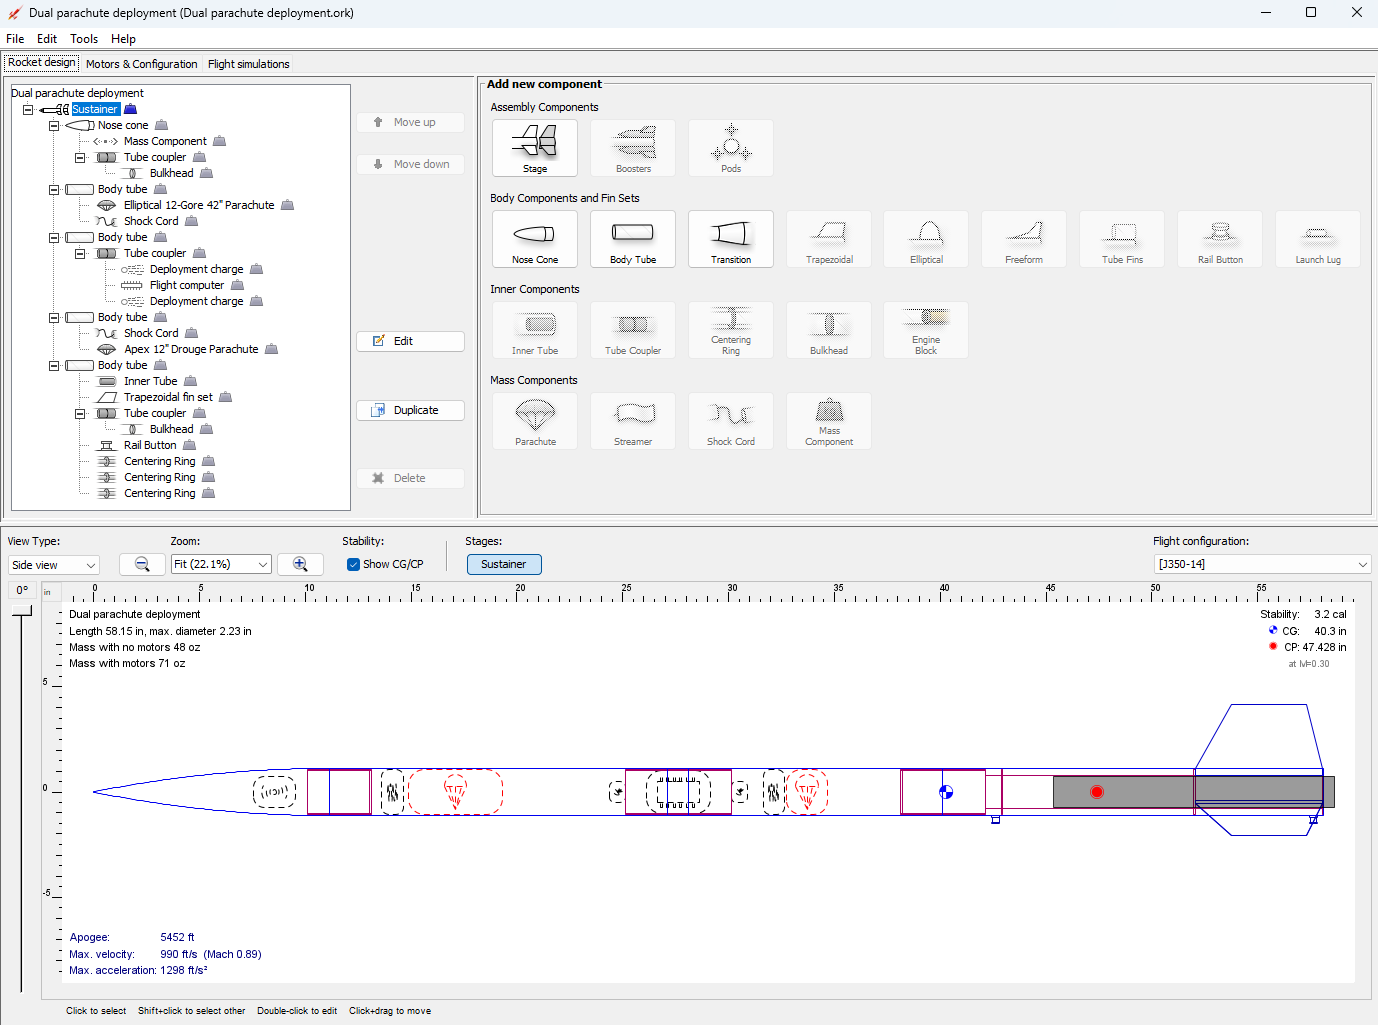 Dual parachute deployment (Dual parachute deployment.ork)
File Edit Tools Help
Rocket design Motors & Configuration Flight simulations
Dual parachute deployment
Sustainer
Nose cone
Mass Component
Tube coupler
Bulkhead
Body tube
Elliptical 12-Gore 42" Parachute
Shock Cord
Body tube
Tube coupler
Deployment charge
Flight computer
Deployment charge
Body tube
Shock Cord
Apex 12" Drouge Parachute
Body tube
Inner Tube
Trapezoidal fin set
Tube coupler
Bulkhead
Rail Button
Centering Ring
Centering Ring
Centering Ring
Move up
Move down
Edit
Duplicate
Delete
Add new component
Assembly Components
Stage Boosters Pods
Body Components and Fin Sets
Nose Cone Body Tube Transition Trapezoidal Elliptical Freeform Tube Fins Rail Button Launch Lug
Inner Components
Inner Tube Tube Coupler Centering Ring Bulkhead Engine Block
Mass Components
Parachute Streamer Shock Cord Mass Component
View Type: Zoom: Stability: Stages: Flight configuration:
Side view Fit (22.1%) Show CG/CP Sustainer [J350-14]
0°
in 0 5 10 15 20 25 30 35 40 45 50 55
Dual parachute deployment
Length 58.15 in, max. diameter 2.23 in
Mass with no motors 48 oz
Mass with motors 71 oz
Stability: 3.2 cal
CG: 40.3 in
CP: 47.428 in
at M=0.30
5
0
-5
Apogee: 5452 ft
Max. velocity: 990 ft/s (Mach 0.89)
Max. acceleration: 1298 ft/s²
Click to select Shift+click to select other Double-click to edit Click+drag to move